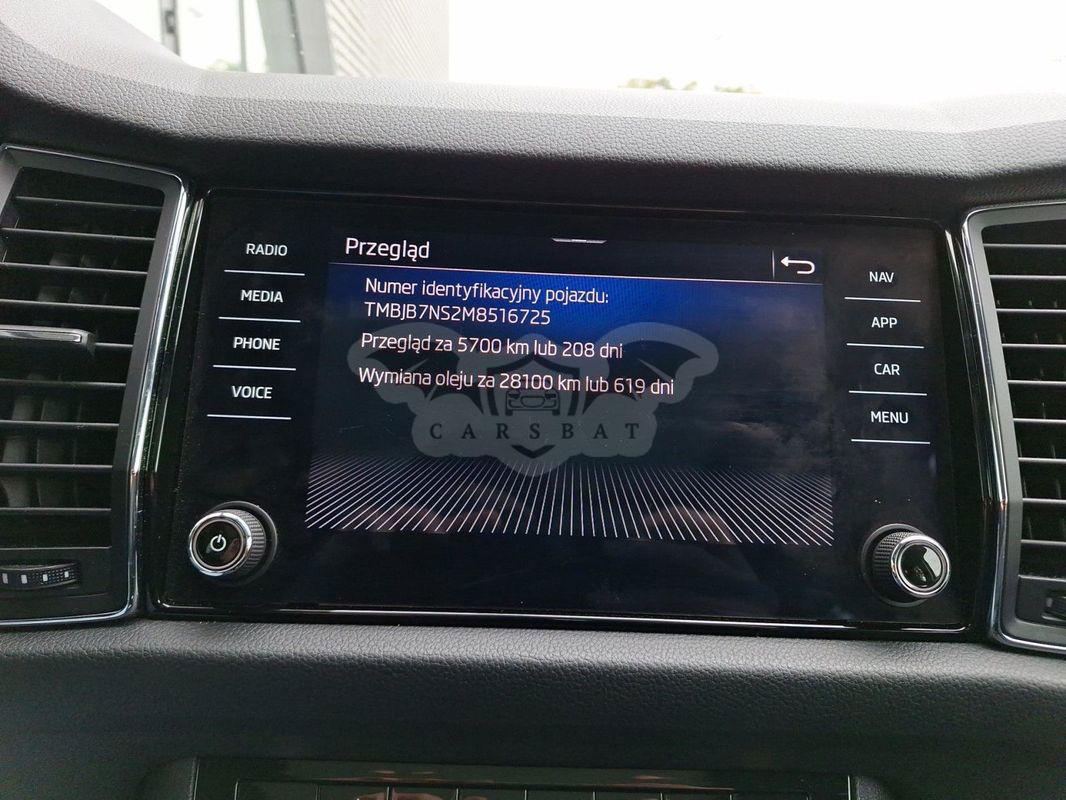 RADIO
MEDIA
PHONE
VOICE
Przegląd
Numer identyfikacyjny pojazdu:
TMBJB7NS2M8516725
Przegląd za 5700 km lub 208 dni
Wymiana oleju za 28100 km lub 619 dni
CARSBAT
NAV
APP
CAR
MENU